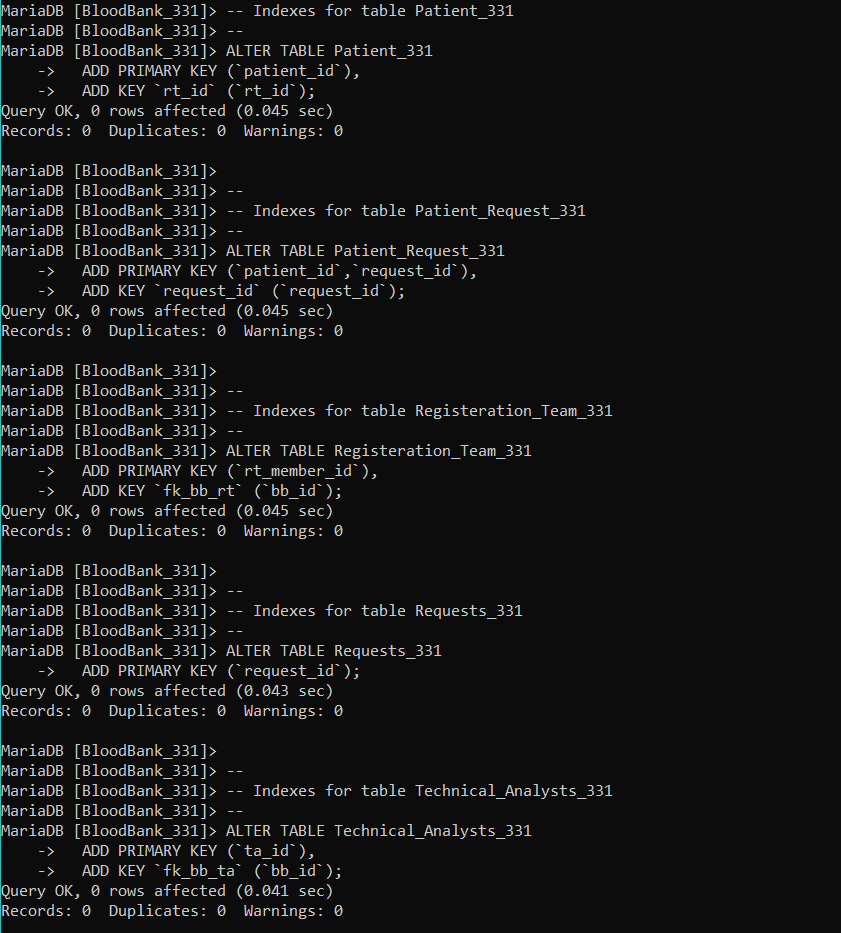 MariaDB [BloodBank_331]> -- Indexes for table Patient_331
MariaDB [BloodBank_331]> --
MariaDB [BloodBank_331]> ALTER TABLE Patient_331
    ->   ADD PRIMARY KEY (`patient_id`),
    ->   ADD KEY `rt_id` (`rt_id`);
Query OK, 0 rows affected (0.045 sec)
Records: 0  Duplicates: 0  Warnings: 0

MariaDB [BloodBank_331]>
MariaDB [BloodBank_331]> --
MariaDB [BloodBank_331]> -- Indexes for table Patient_Request_331
MariaDB [BloodBank_331]> --
MariaDB [BloodBank_331]> ALTER TABLE Patient_Request_331
    ->   ADD PRIMARY KEY (`patient_id`,`request_id`),
    ->   ADD KEY `request_id` (`request_id`);
Query OK, 0 rows affected (0.045 sec)
Records: 0  Duplicates: 0  Warnings: 0

MariaDB [BloodBank_331]>
MariaDB [BloodBank_331]> --
MariaDB [BloodBank_331]> -- Indexes for table Registeration_Team_331
MariaDB [BloodBank_331]> --
MariaDB [BloodBank_331]> ALTER TABLE Registeration_Team_331
    ->   ADD PRIMARY KEY (`rt_member_id`),
    ->   ADD KEY `fk_bb_rt` (`bb_id`);
Query OK, 0 rows affected (0.045 sec)
Records: 0  Duplicates: 0  Warnings: 0

MariaDB [BloodBank_331]>
MariaDB [BloodBank_331]> --
MariaDB [BloodBank_331]> -- Indexes for table Requests_331
MariaDB [BloodBank_331]> --
MariaDB [BloodBank_331]> ALTER TABLE Requests_331
    ->   ADD PRIMARY KEY (`request_id`);
Query OK, 0 rows affected (0.043 sec)
Records: 0  Duplicates: 0  Warnings: 0

MariaDB [BloodBank_331]>
MariaDB [BloodBank_331]> --
MariaDB [BloodBank_331]> -- Indexes for table Technical_Analysts_331
MariaDB [BloodBank_331]> --
MariaDB [BloodBank_331]> ALTER TABLE Technical_Analysts_331
    ->   ADD PRIMARY KEY (`ta_id`),
    ->   ADD KEY `fk_bb_ta` (`bb_id`);
Query OK, 0 rows affected (0.041 sec)
Records: 0  Duplicates: 0  Warnings: 0